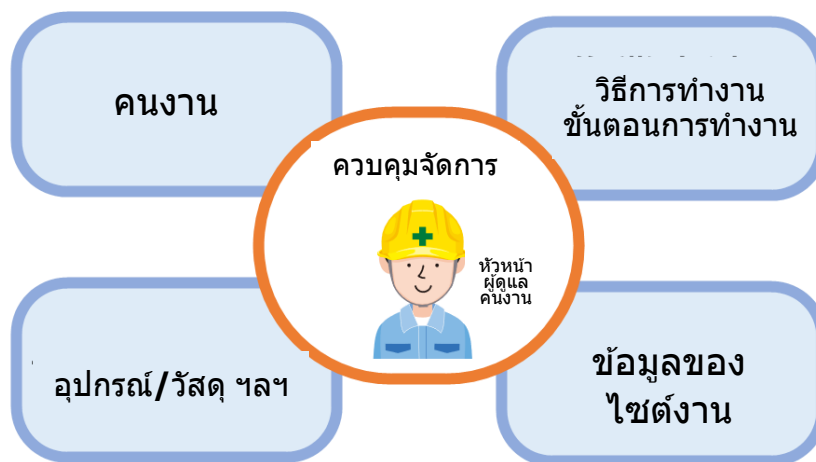 คนงาน
วิธีการทำงาน
ขั้นตอนการทำงาน
ควบคุมจัดการ
หัวหน้า
ผู้ดูแล
คนงาน
อุปกรณ์/วัสดุ ฯลฯ
ข้อมูลของ
ไซต์งาน